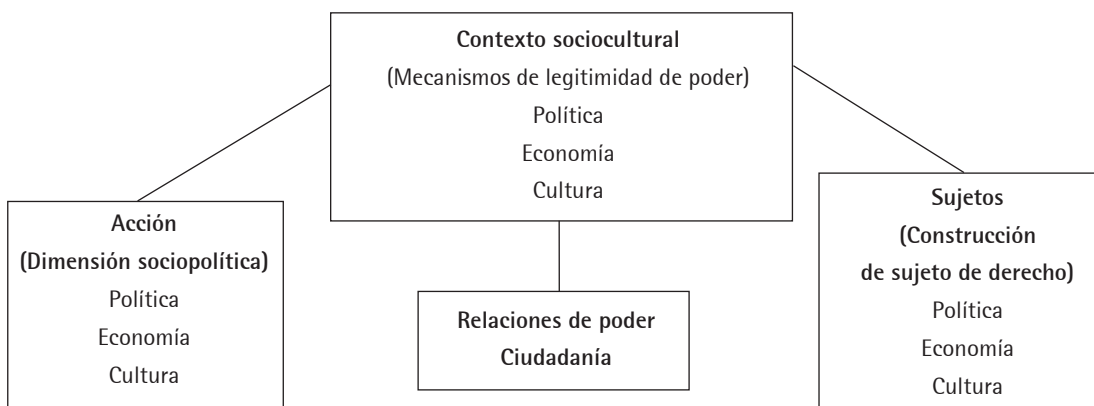 Contexto sociocultural
(Mecanismos de legitimidad de poder)
Política
Economía
Cultura
Acción
(Dimensión sociopolítica)
Política
Economía
Cultura
Relaciones de poder
Ciudadanía
Sujetos
(Construcción
de sujeto de derecho)
Política
Economía
Cultura